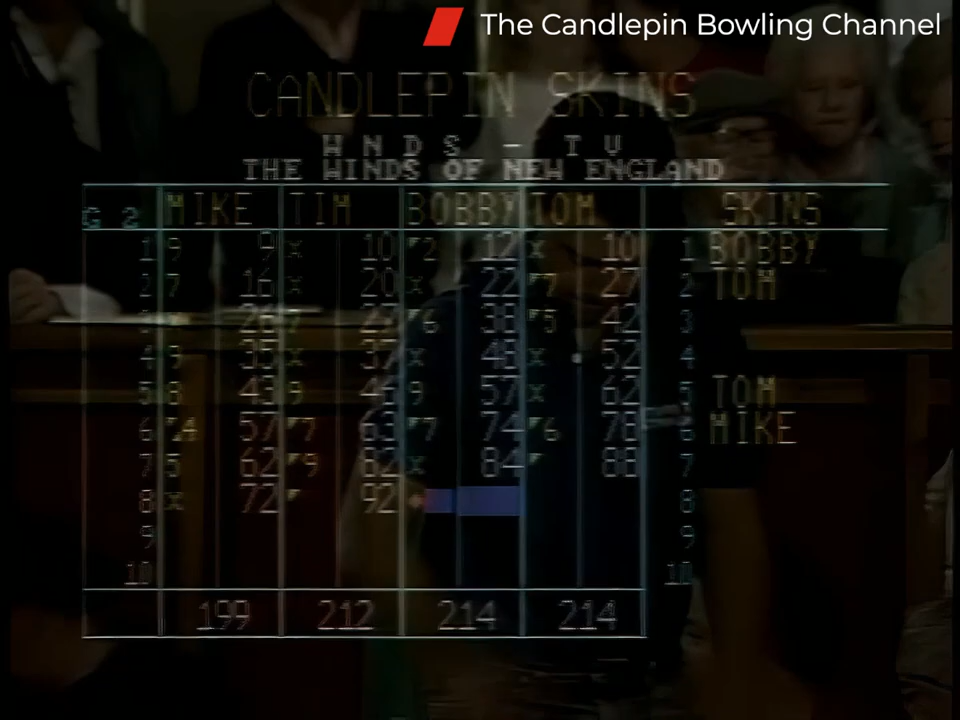 The Candlepin Bowling Channel
CANDLEPIN SKINS
W N D S - T V
THE WINDS OF NEW ENGLAND
G 2 MIKE TIM BOBBY TOM SKINS
1 9 9 x 10 2 12 x 10 1 BOBBY
2 7 16 x 20 x 22 7 27 2 TOM
26 27 6 38 5 42 3
4 9 35 x 37 x 48 x 52 4
5 8 43 9 46 9 57 x 62 5 TOM
6 57 7 63 7 74 6 78 6 MIKE
7 5 62 9 82 x 84 88 7
8 x 72 92 8
9 9
10 10
199 212 214 214